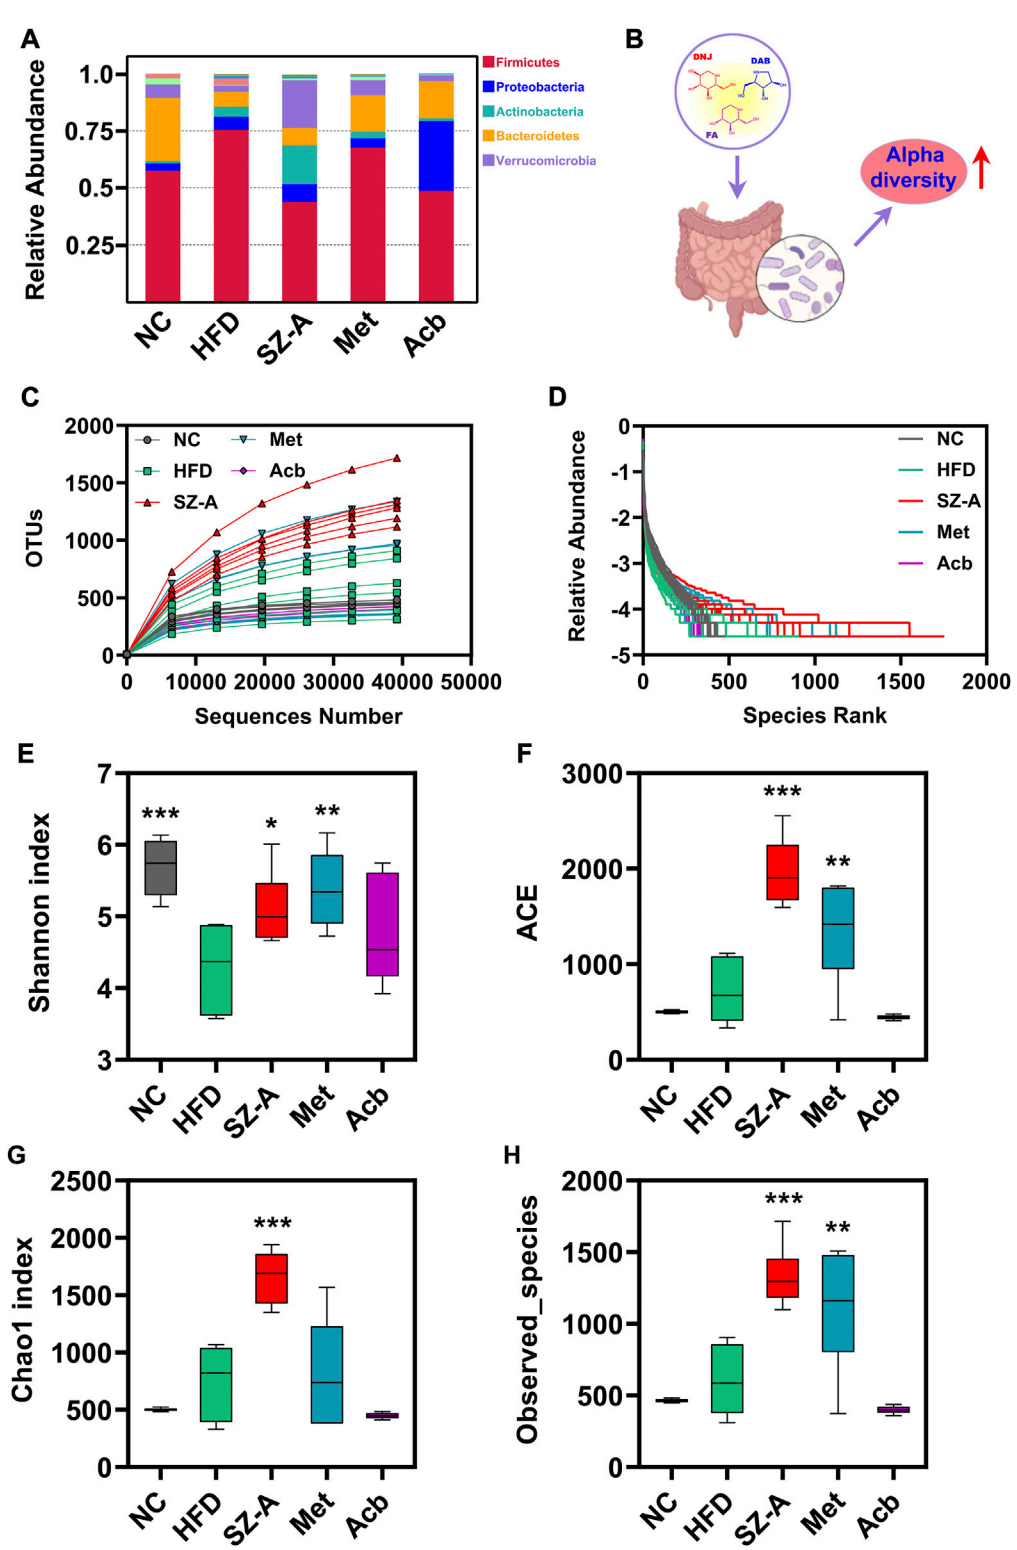 A
Relative Abundance
1.0
0.75
0.5
0.25
NC
HFD
SZ-A
Met
Acb
Firmicutes
Proteobacteria
Actinobacteria
Bacteroidetes
Verrucomicrobia
B
DNJ
DAB
FA
Alpha
diversity
C
OTUs
2000
1500
1000
500
0
NC
Met
HFD
Acb
SZ-A
0 10000 20000 30000 40000 50000
Sequences Number
D
Relative Abundance
0
-1
-2
-3
-4
-5
NC
HFD
SZ-A
Met
Acb
0 500 1000 1500 2000
Species Rank
E
Shannon index
7
6
5
4
3
***
*
**
NC
HFD
SZ-A
Met
Acb
F
ACE
3000
2000
1000
0
***
**
NC
HFD
SZ-A
Met
Acb
G
Chao1 index
2500
2000
1500
1000
500
0
***
NC
HFD
SZ-A
Met
Acb
H
Observed_species
2000
1500
1000
500
0
***
**
NC
HFD
SZ-A
Met
Acb